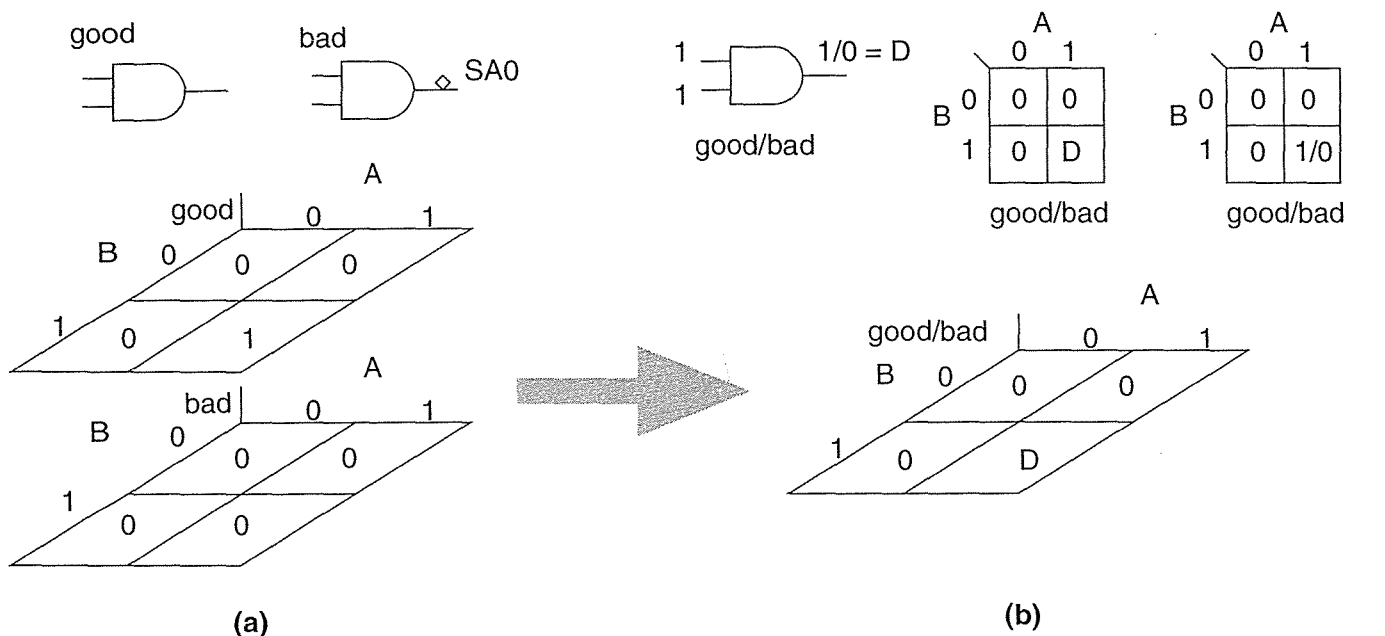 good
bad
SA0
A
good 0 1
B 0 0 0
1 0 1
A
bad 0 1
B 0 0 0
1 0 0
(a)
1 1/0 = D
1
good/bad
A
0 1
B 0 0 0
1 0 D
good/bad
A
0 1
B 0 0 0
1 0 1/0
good/bad
A
good/bad 0 1
B 0 0 0
1 0 D
(b)